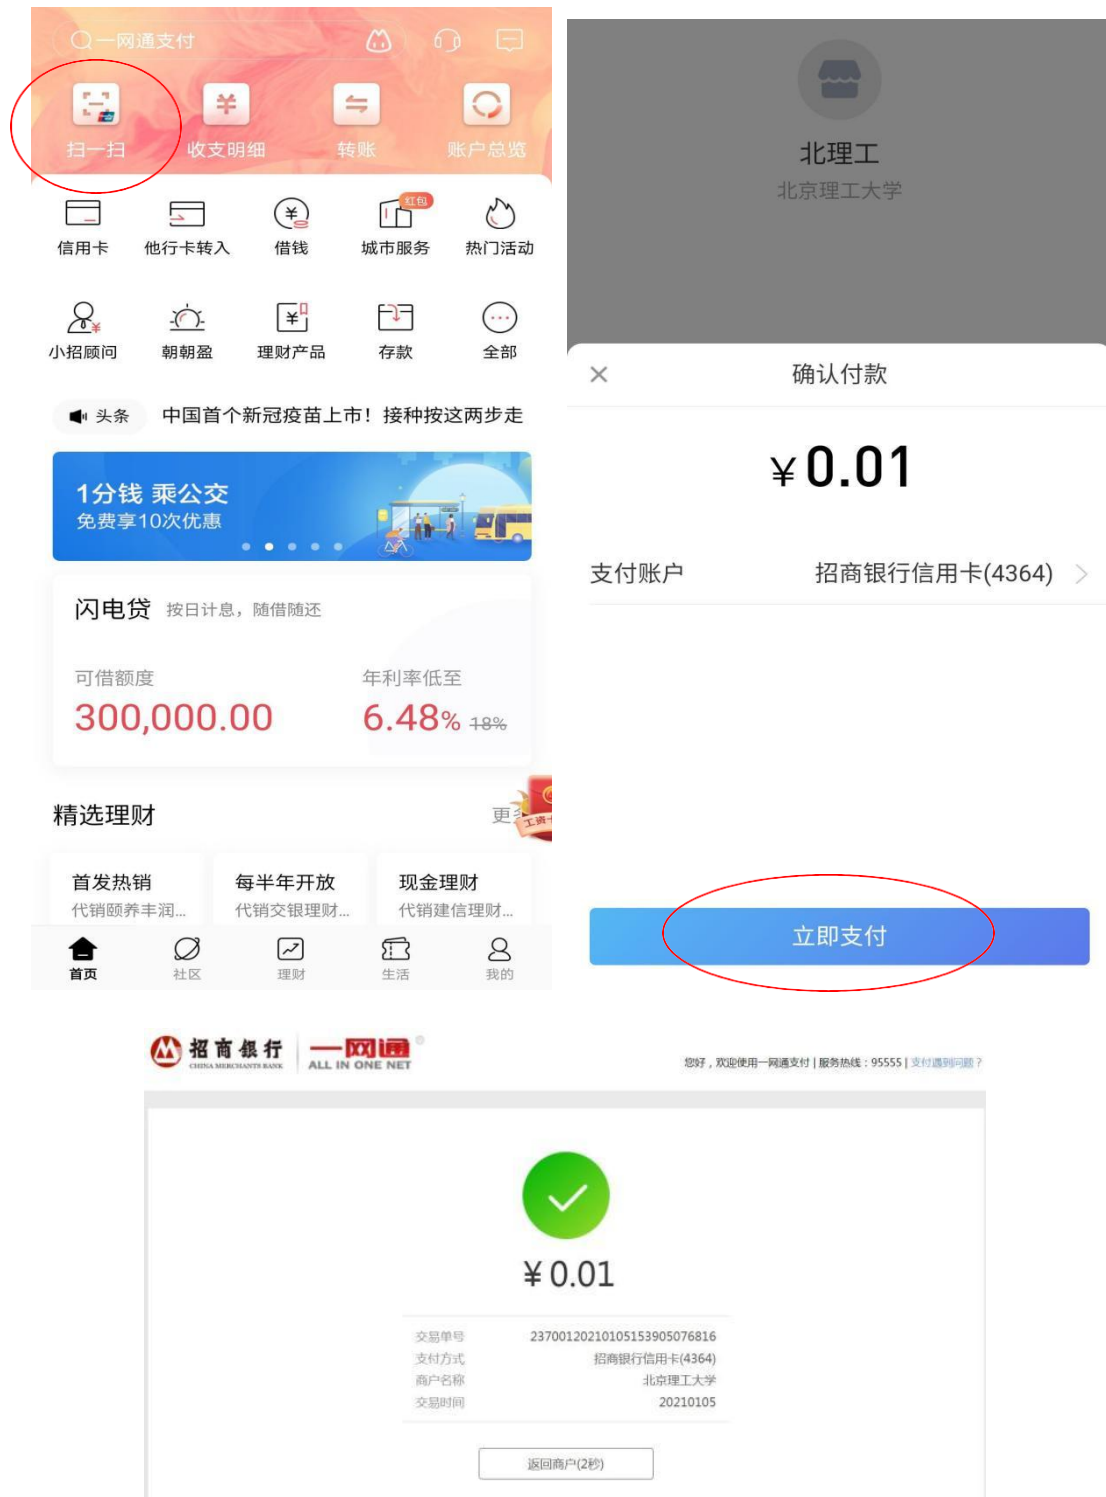 一网通支付
扫一扫 收支明细 转账 账户总览
信用卡 他行卡转入 借钱 城市服务 红包 热门活动
小招顾问 朝朝盈 理财产品 存款 全部
头条 中国首个新冠疫苗上市！接种按这两步走
1分钱 乘公交
免费享10次优惠
闪电贷 按日计息，随借随还
可借额度 年利率低至
300,000.00 6.48% 18%
精选理财 更多
工资
首发热销 每半年开放 现金理财
代销颐养丰润... 代销交银理财... 代销建信理财...
首页 社区 理财 生活 我的
北理工
北京理工大学
× 确认付款
¥0.01
支付账户 招商银行信用卡(4364)
立即支付
招商银行 一网通®
CHINA MERCHANTS BANK ALL IN ONE NET
您好，欢迎使用一网通支付 | 服务热线：95555 | 支付遇到问题？
¥0.01
交易单号 23700120210105153905076816
支付方式 招商银行信用卡(4364)
商户名称 北京理工大学
交易时间 20210105
返回商户(2秒)